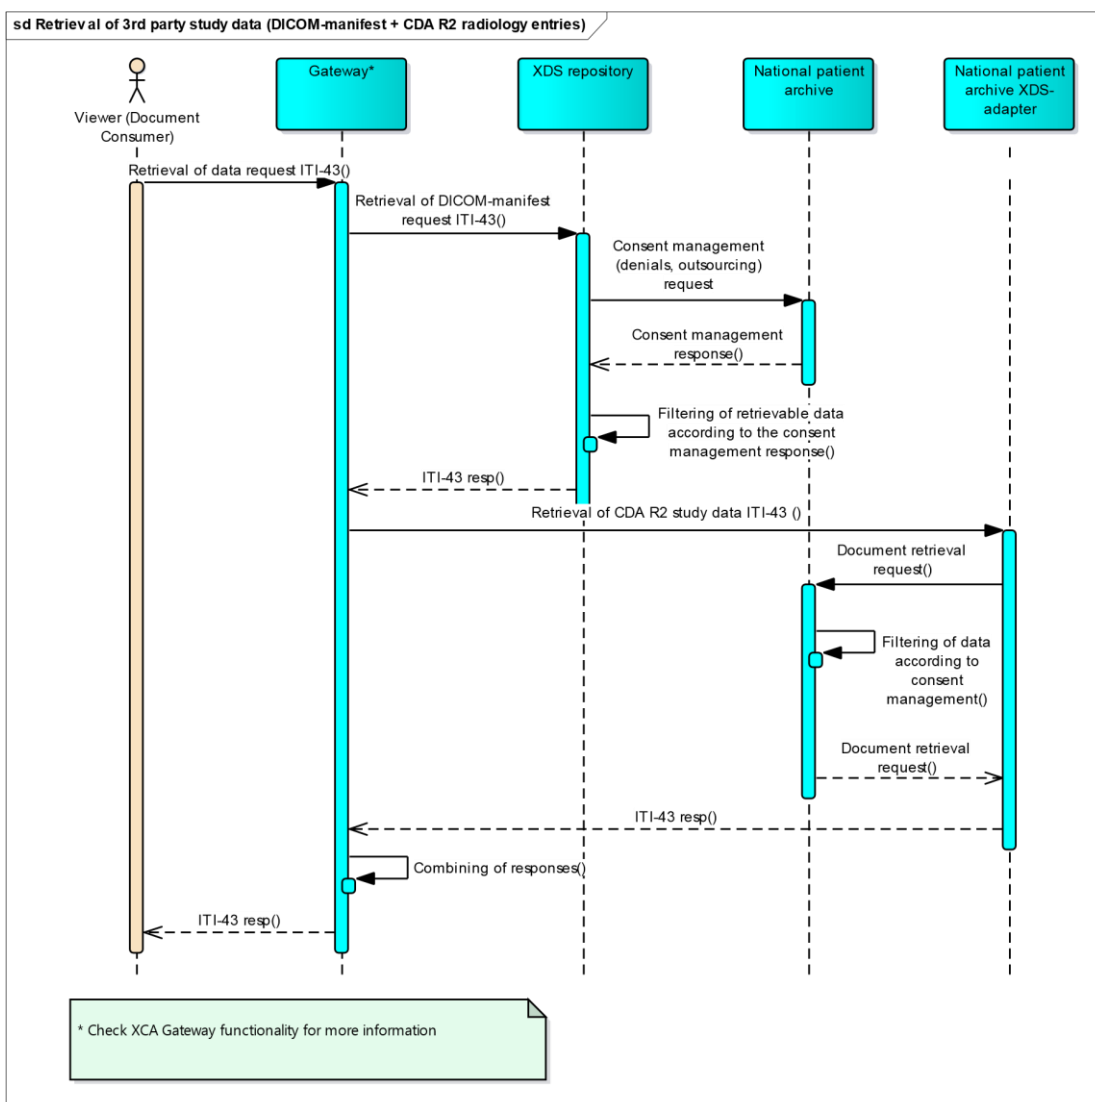 sd Retrieval of 3rd party study data (DICOM-manifest + CDA R2 radiology entries)
Viewer (Document
Consumer)
Gateway*
XDS repository
National patient
archive
National patient
archive XDS-
adapter
Retrieval of data request ITI-43()
Retrieval of DICOM-manifest
request ITI-43()
Consent management
(denials, outsourcing)
request
Consent management
response()
Filtering of retrievable data
according to the consent
management response()
ITI-43 resp()
Retrieval of CDA R2 study data ITI-43 ()
Document retrieval
request()
Filtering of data
according to
consent
management()
Document retrieval
request()
ITI-43 resp()
Combining of responses()
ITI-43 resp()
* Check XCA Gateway functionality for more information